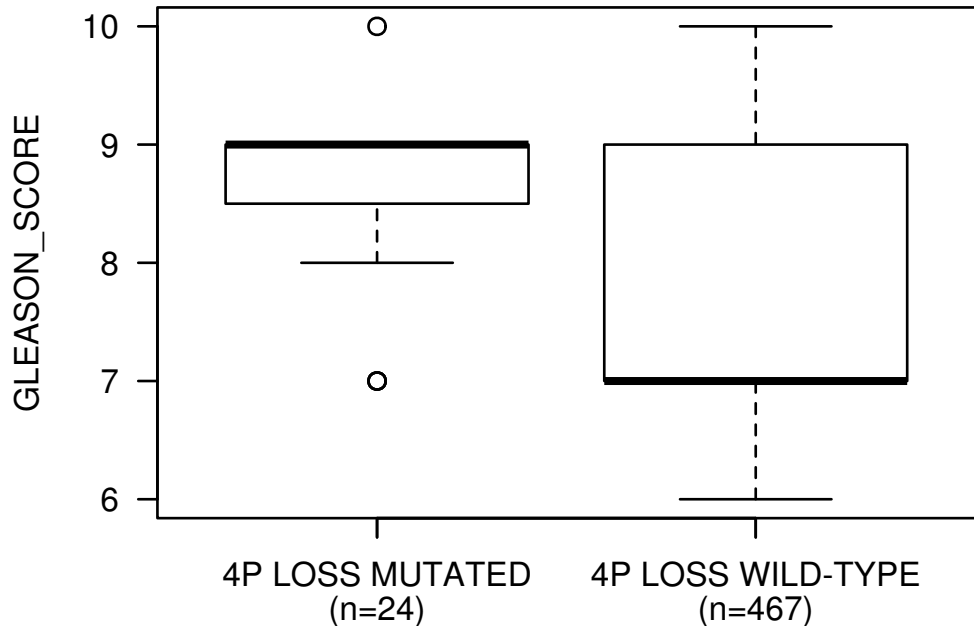 GLEASON_SCORE
10
9
8
7
6
4P LOSS MUTATED
(n=24)
4P LOSS WILD-TYPE
(n=467)